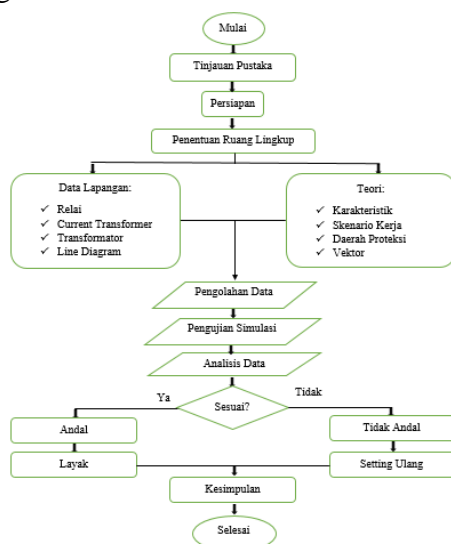 Mulai
Tinjauan Pustaka
Persiapan
Penentuan Ruang Lingkup
Data Lapangan:
✓ Relai
✓ Current Transformer
✓ Transformator
✓ Line Diagram
Teori:
✓ Karakteristik
✓ Skenario Kerja
✓ Daerah Proteksi
✓ Vektor
Pengolahan Data
Pengujian Simulasi
Analisis Data
Sesuai?
Ya
Tidak
Andal
Tidak Andal
Layak
Setting Ulang
Kesimpulan
Selesai